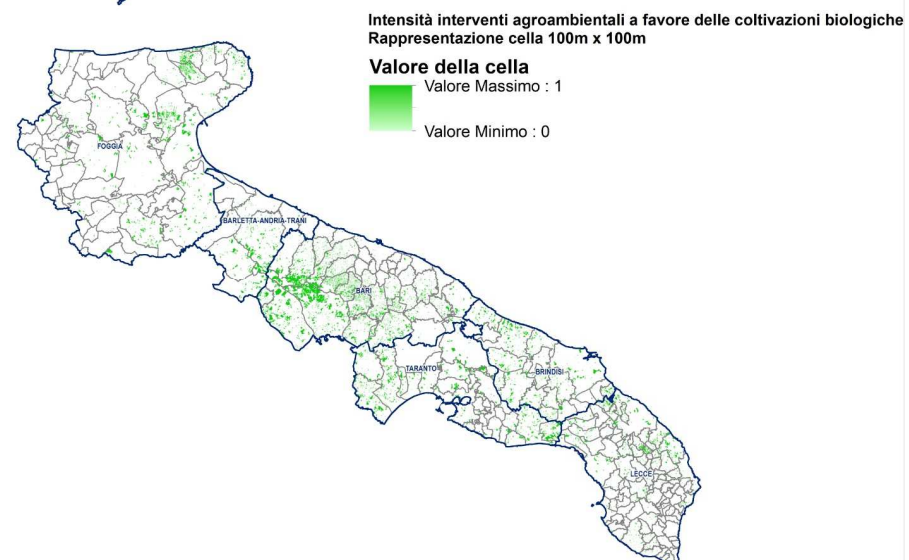 Intensità interventi agroambientali a favore delle coltivazioni biologiche
Rappresentazione cella 100m x 100m
Valore della cella
Valore Massimo : 1
Valore Minimo : 0
FOGGIA
BARLETTA-ANDRIA-TRANI
BARI
TARANTO
BRINDISI
LECCE